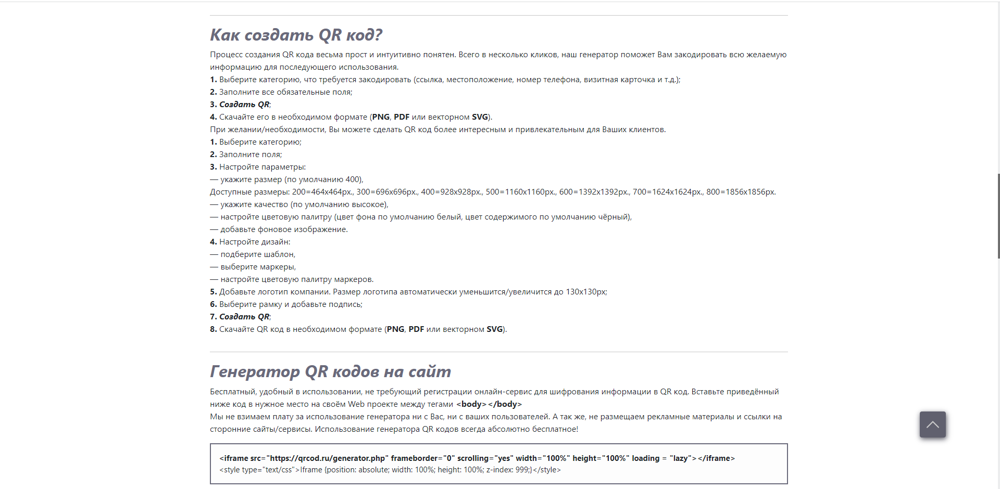 Как создать QR код?
Процесс создания QR кода весьма прост и интуитивно понятен. Всего в несколько кликов, наш генератор поможет Вам закодировать всю желаемую
информацию для последующего использования.
1. Выберите категорию, что требуется закодировать (ссылка, местоположение, номер телефона, визитная карточка и т.д.);
2. Заполните все обязательные поля;
3. Создать QR;
4. Скачайте его в необходимом формате (PNG, PDF или векторном SVG).
При желании/необходимости, Вы можете сделать QR код более интересным и привлекательным для Ваших клиентов.
1. Выберите категорию;
2. Заполните поля;
3. Настройте параметры:
— укажите размер (по умолчанию 400),
Доступные размеры: 200=464x464px., 300=696x696px., 400=928x928px., 500=1160x1160px., 600=1392x1392px., 700=1624x1624px., 800=1856x1856px.
— укажите качество (по умолчанию высокое),
— настройте цветовую палитру (цвет фона по умолчанию белый, цвет содержимого по умолчанию чёрный),
— добавьте фоновое изображение.
4. Настройте дизайн:
— подберите шаблон,
— выберите маркеры,
— настройте цветовую палитру маркеров.
5. Добавьте логотип компании. Размер логотипа автоматически уменьшится/увеличится до 130x130px;
6. Выберите рамку и добавьте подпись;
7. Создать QR;
8. Скачайте QR код в необходимом формате (PNG, PDF или векторном SVG).
Генератор QR кодов на сайт
Бесплатный, удобный в использовании, не требующий регистрации онлайн-сервис для шифрования информации в QR код. Вставьте приведённый
ниже код в нужное место на своём Web проекте между тегами <body></body>
Мы не взимаем плату за использование генератора ни с Вас, ни с ваших пользователей. А так же, не размещаем рекламные материалы и ссылки на
сторонние сайты/сервисы. Использование генератора QR кодов всегда абсолютно бесплатное!
<iframe src="https://qrcod.ru/generator.php" frameborder="0" scrolling="yes" width="100%" height="100%" loading = "lazy"></iframe>
<style type="text/css">Iframe {position: absolute; width: 100%; height: 100%; z-index: 999;}</style>